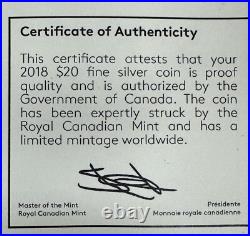 Certificate of Authenticity
This certificate attests that your
2018 $20 fine silver coin is proof
quality and is authorized by the
Government of Canada. The coin
has been expertly struck by the
Royal Canadian Mint and has a
limited mintage worldwide.
Master of the Mint
Royal Canadian Mint
Présidente
Monnaie royale canadienne